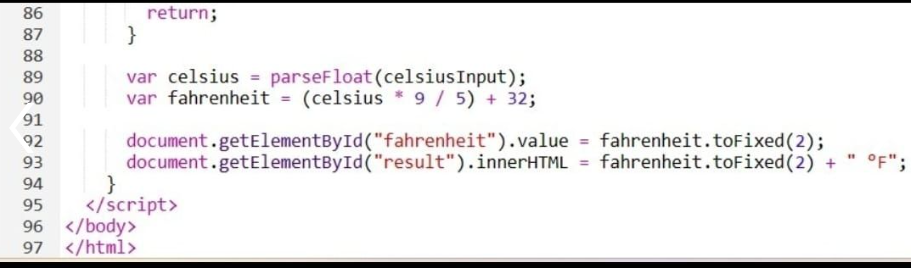 86 return;
87 }
88
89 var celsius = parseFloat(celsiusInput);
90 var fahrenheit = (celsius * 9 / 5) + 32;
91
92 document.getElementById("fahrenheit").value = fahrenheit.toFixed(2);
93 document.getElementById("result").innerHTML = fahrenheit.toFixed(2) + " °F";
94 }
95 </script>
96 </body>
97 </html>